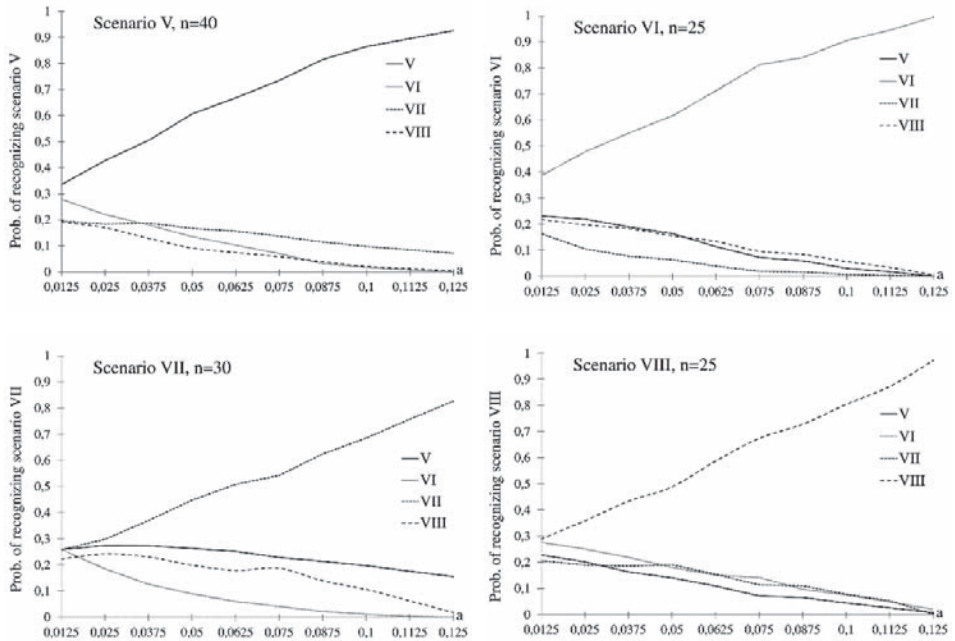 Scenario V, n=40
Prob. of recognizing scenario V
1
0,9
0,8
0,7
0,6
0,5
0,4
0,3
0,2
0,1
0
V
VI
VII
VIII
a
0,0125 0,025 0,0375 0,05 0,0625 0,075 0,0875 0,1 0,1125 0,125
Scenario VI, n=25
Prob. of recognizing scenario VI
1
0,9
0,8
0,7
0,6
0,5
0,4
0,3
0,2
0,1
0
V
VI
VII
VIII
a
0,0125 0,025 0,0375 0,05 0,0625 0,075 0,0875 0,1 0,1125 0,125
Scenario VII, n=30
Prob. of recognizing scenario VII
1
0,9
0,8
0,7
0,6
0,5
0,4
0,3
0,2
0,1
0
V
VI
VII
VIII
a
0,0125 0,025 0,0375 0,05 0,0625 0,075 0,0875 0,1 0,1125 0,125
Scenario VIII, n=25
Prob. of recognizing scenario VIII
1
0,9
0,8
0,7
0,6
0,5
0,4
0,3
0,2
0,1
0
V
VI
VII
VIII
a
0,0125 0,025 0,0375 0,05 0,0625 0,075 0,0875 0,1 0,1125 0,125